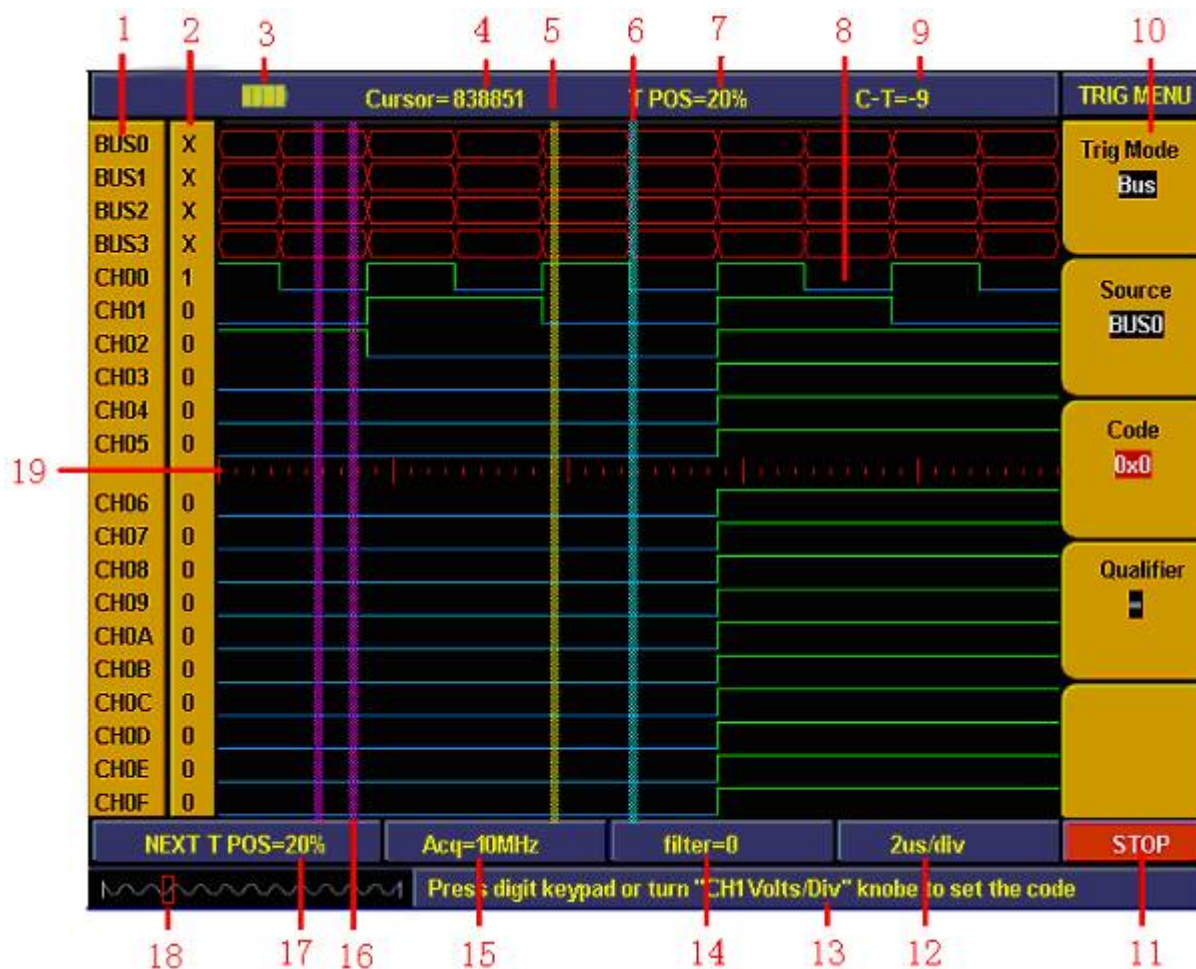 1 2 3 4 5 6 7 8 9 10
Cursor=838851 T POS=20% C-T=-9 TRIG MENU
BUS0 X
BUS1 X
BUS2 X
BUS3 X
CH00 1
CH01 0
CH02 0
CH03 0
CH04 0
CH05 0
19
CH06 0
CH07 0
CH08 0
CH09 0
CH0A 0
CH0B 0
CH0C 0
CH0D 0
CH0E 0
CH0F 0
Trig Mode
Bus
Source
BUS0
Code
0x0
Qualifier
=
NEXT T POS=20% Acq=10MHz filter=0 2us/div STOP
Press digit keypad or turn "CH1 Volts/Div" knobe to set the code
18 17 16 15 14 13 12 11